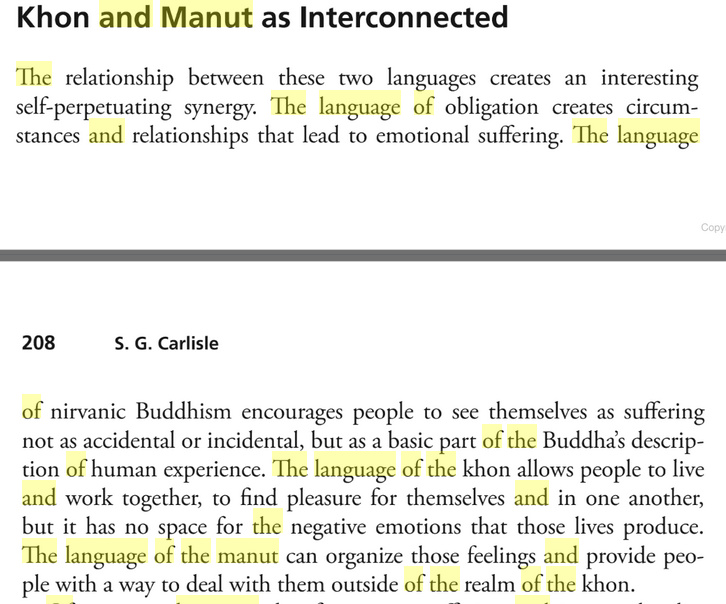 Khon and Manut as Interconnected
The relationship between these two languages creates an interesting
self-perpetuating synergy. The language of obligation creates circum-
stances and relationships that lead to emotional suffering. The language
Copy
208 S. G. Carlisle
of nirvanic Buddhism encourages people to see themselves as suffering
not as accidental or incidental, but as a basic part of the Buddha's descrip-
tion of human experience. The language of the khon allows people to live
and work together, to find pleasure for themselves and in one another,
but it has no space for the negative emotions that those lives produce.
The language of the manut can organize those feelings and provide peo-
ple with a way to deal with them outside of the realm of the khon.